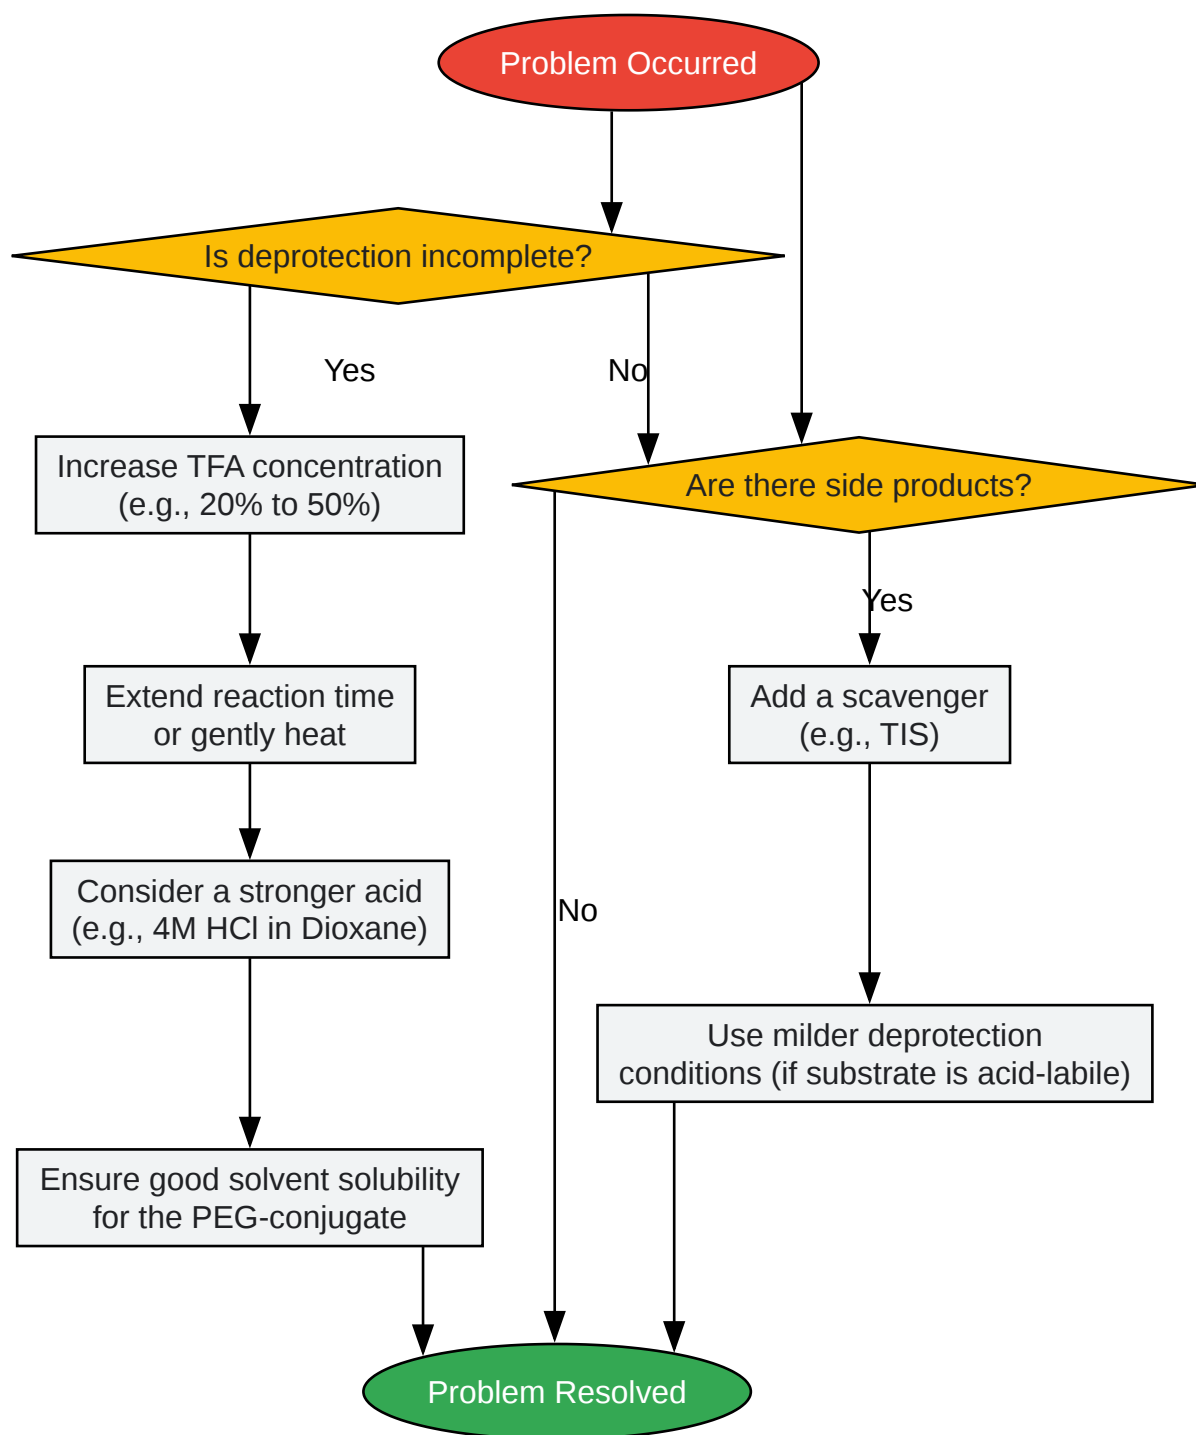 Problem Occurred
Is deprotection incomplete?
Yes
No
Increase TFA concentration
(e.g., 20% to 50%)
Are there side products?
Yes
Extend reaction time
or gently heat
Add a scavenger
(e.g., TIS)
Consider a stronger acid
(e.g., 4M HCl in Dioxane)
No
Use milder deprotection
conditions (if substrate is acid-labile)
Ensure good solvent solubility
for the PEG-conjugate
Problem Resolved